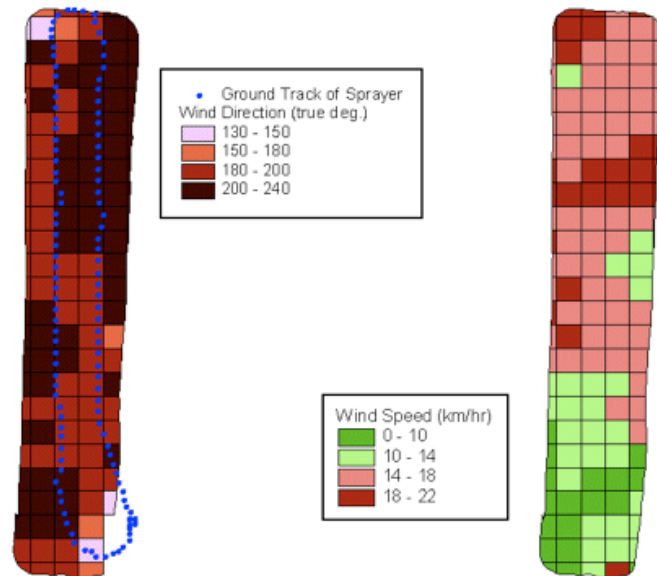 Ground Track of Sprayer
Wind Direction (true deg.)
130 - 150
150 - 180
180 - 200
200 - 240
Wind Speed (km/hr)
0 - 10
10 - 14
14 - 18
18 - 22